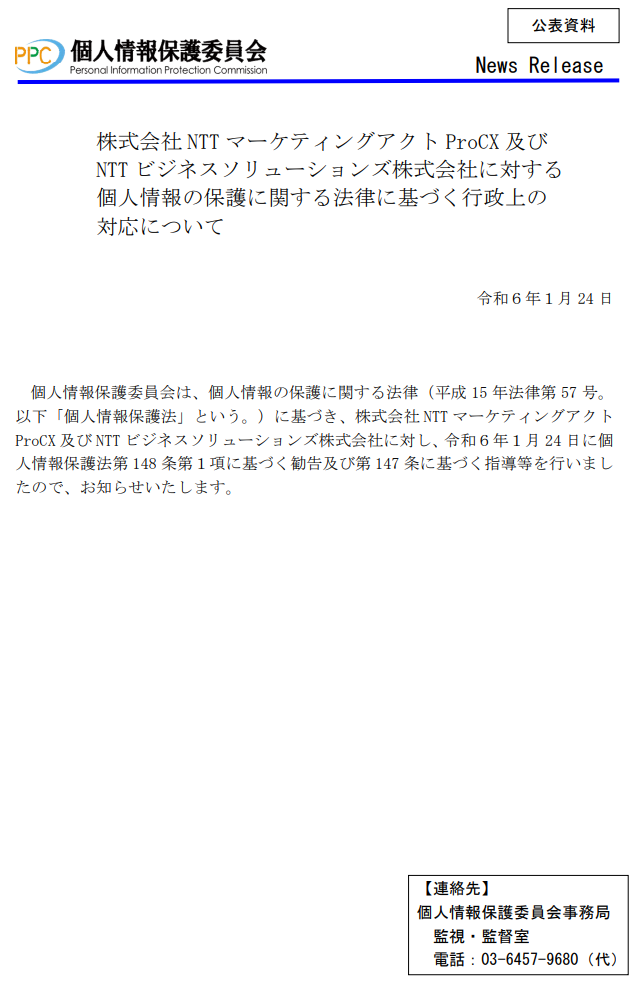 公表資料
PPC 個人情報保護委員会
Personal Information Protection Commission
News Release
株式会社 NTT マーケティングアクト ProCX 及び
NTT ビジネスソリューションズ株式会社に対する
個人情報の保護に関する法律に基づく行政上の
対応について
令和６年１月 24 日
個人情報保護委員会は、個人情報の保護に関する法律（平成 15 年法律第 57 号。
以下「個人情報保護法」という。）に基づき、株式会社 NTT マーケティングアクト
ProCX 及び NTT ビジネスソリューションズ株式会社に対し、令和６年１月 24 日に個
人情報保護法第 148 条第１項に基づく勧告及び第 147 条に基づく指導等を行いまし
たので、お知らせいたします。
【連絡先】
個人情報保護委員会事務局
監視・監督室
電話：03-6457-9680（代）